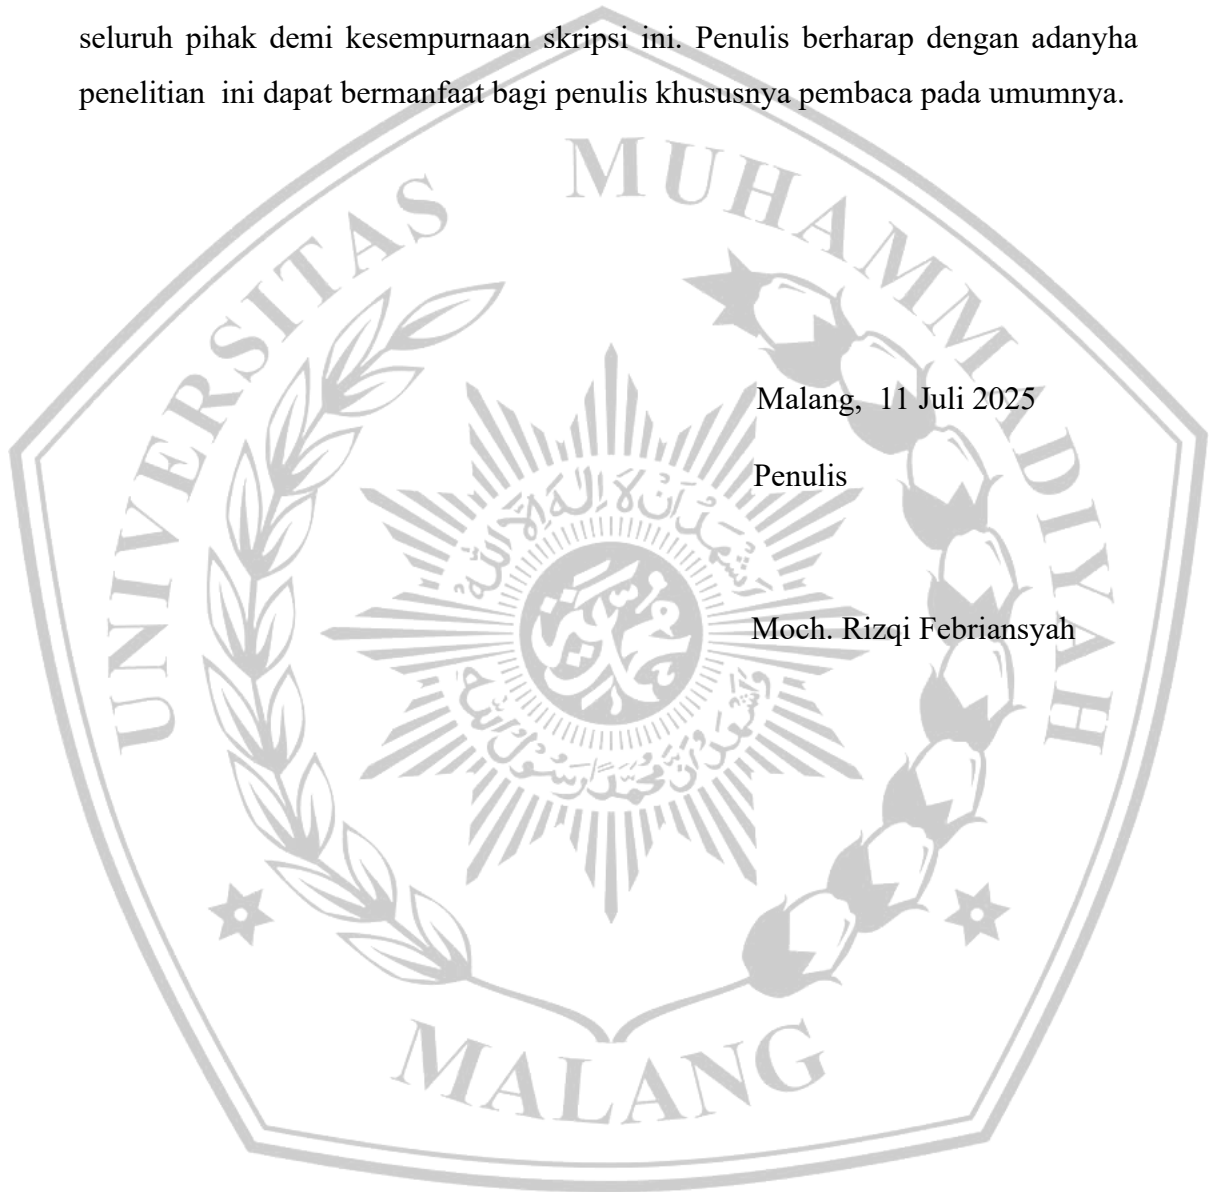 seluruh pihak demi kesempurnaan skripsi ini. Penulis berharap dengan adanyha
penelitian ini dapat bermanfaat bagi penulis khususnya pembaca pada umumnya.
UNIVERSITAS MUHAMMADIYAH
Malang, 11 Juli 2025
Penulis
Moch. Rizqi Febriansyah
MALANG